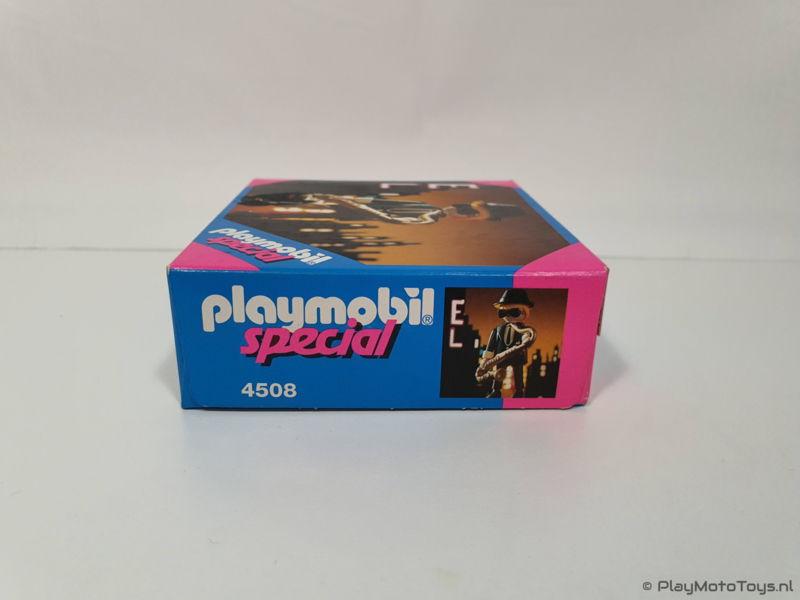 E
L
playmobil
special
playmobil®
special
4508
E
L
© PlayMotoToys.nl